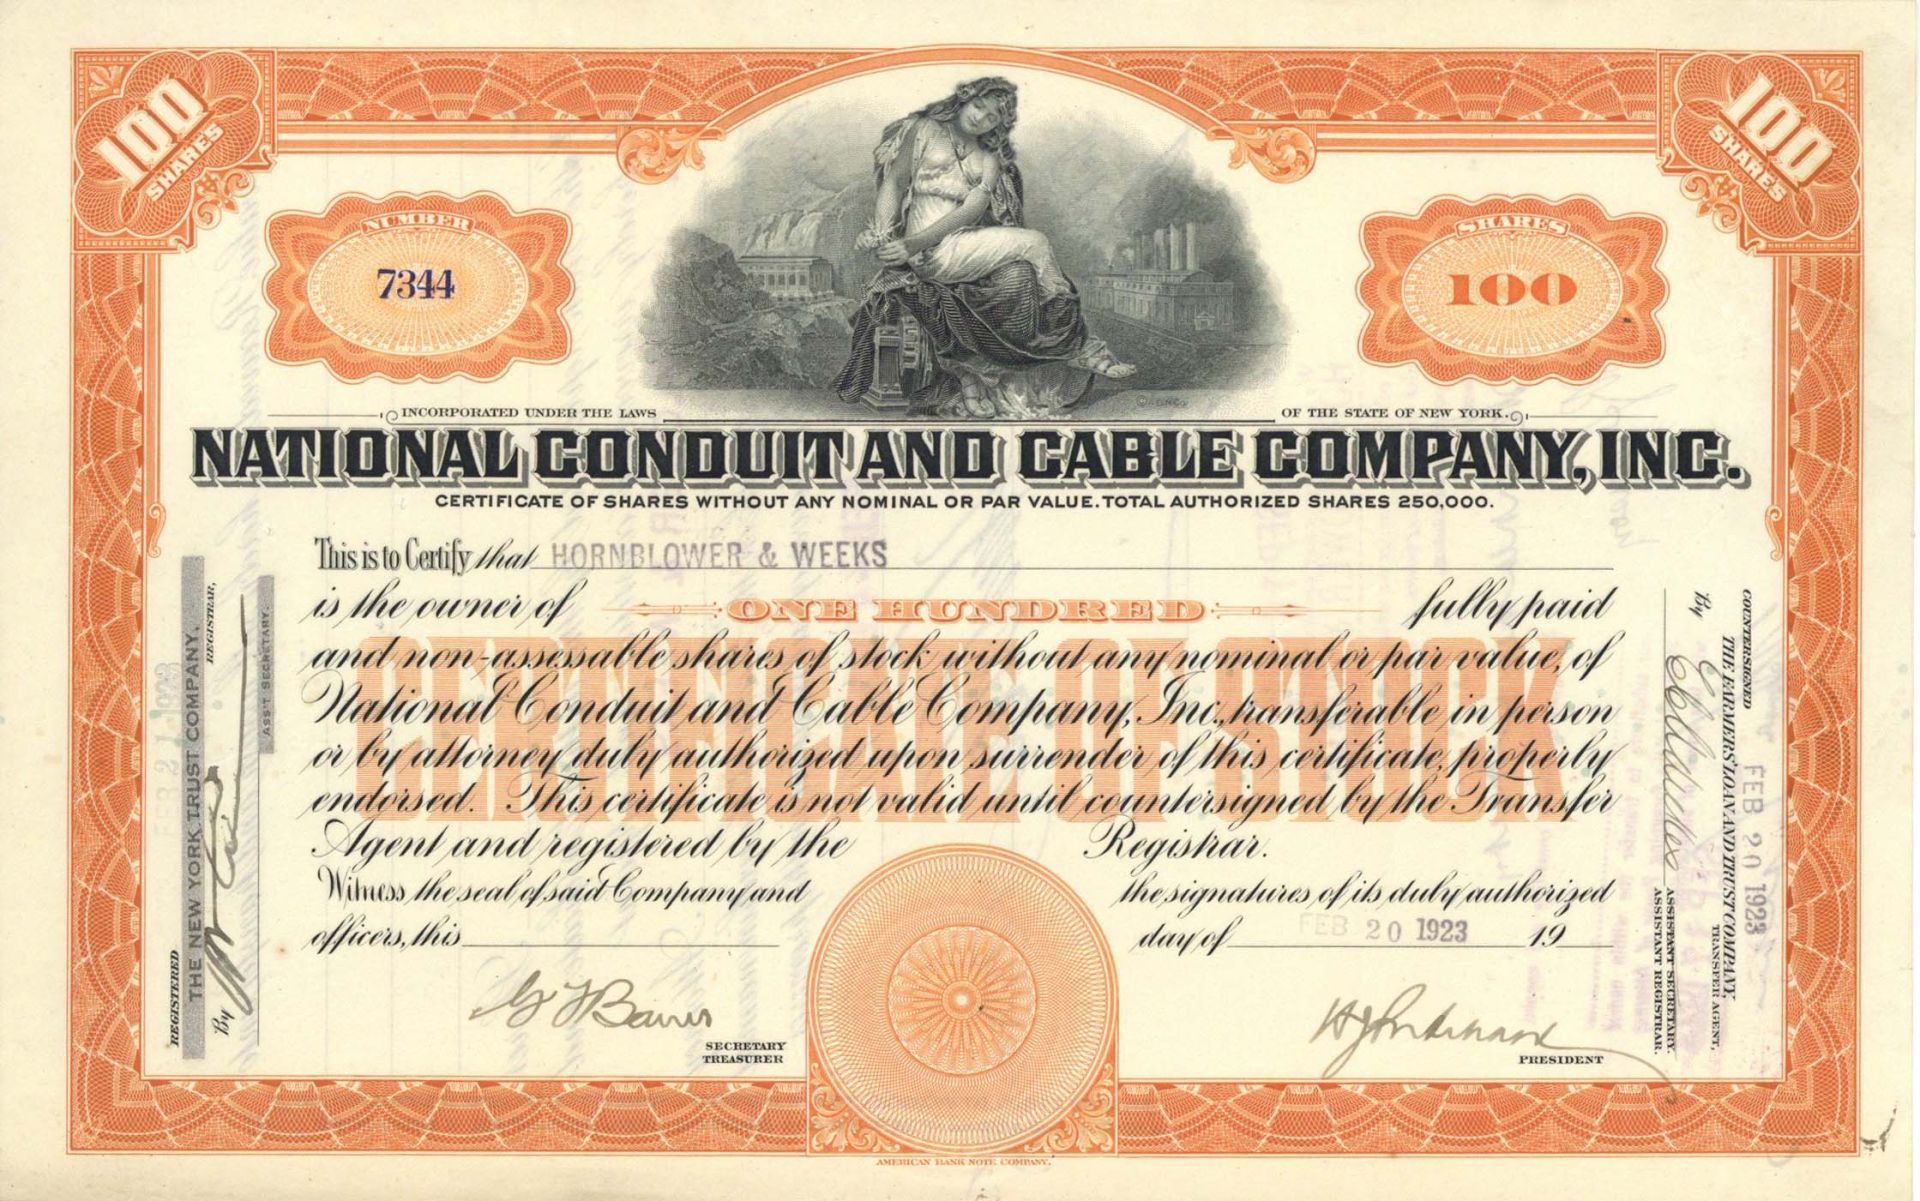 100 SHARES
100 SHARES
NUMBER
7344
SHARES
100
INCORPORATED UNDER THE LAWS
OF THE STATE OF NEW YORK.
NATIONAL CONDUIT AND CABLE COMPANY, INC.
CERTIFICATE OF SHARES WITHOUT ANY NOMINAL OR PAR VALUE. TOTAL AUTHORIZED SHARES 250,000.
This is to Certify that HORNBLOWER & WEEKS
is the owner of ONE HUNDRED fully paid
and non-assessable shares of stock without any nominal or par value, of
National Conduit and Cable Company, Inc., transferable in person
or by attorney duly authorized upon surrender of this certificate, properly
endorsed. This certificate is not valid until countersigned by the Transfer
Agent and registered by the Registrar.
Witness the seal of said Company and the signatures of its duly authorized
officers, this day of FEB 20 1923 19
CERTIFICATE OF STOCK
SECRETARY
TREASURER
PRESIDENT
REGISTERED
THE NEW YORK TRUST COMPANY,
REGISTRAR,
By
ASS'T SECRETARY.
FEB 21 1923
COUNTERSIGNED
THE FARMERS' LOAN AND TRUST COMPANY,
TRANSFER AGENT,
By
ASSISTANT SECRETARY.
ASSISTANT REGISTRAR.
FEB 20 1923
AMERICAN BANK NOTE COMPANY.